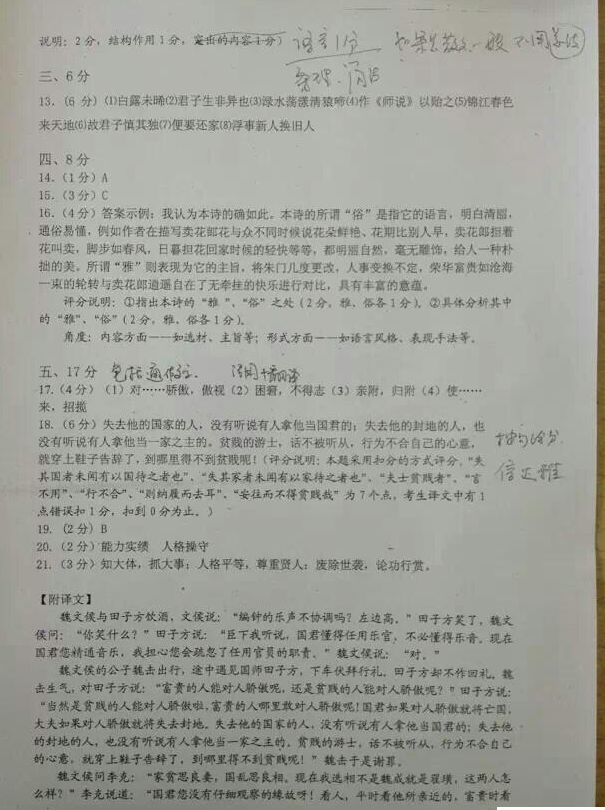 说明：2分，结构作用1分，突出的内容1分） 语言1分
三、6分
13.（6分）(1)白露未晞(2)君子生非异也(3)渌水荡漾清猿啼(4)作《师说》以贻之(5)锦江春色
来天地(6)故君子慎其独(7)便要还家(8)浮事新人换旧人
四、8分
14.（1分）A
15.（3分）C
16.（4分）答案示例：我认为本诗的确如此。本诗的所谓“俗”是指它的语言，明白清丽，
通俗易懂，例如作者在描写卖花郎花与众不同时候说花朵鲜艳、花期比别人早，卖花郎担着
花叫卖，脚步如春风，日暮担花回家时候的轻快等等，都明丽自然，毫无雕饰，给人一种朴
拙的美。所谓“雅”则表现为它的主旨，将朱门几度更改，人事变换不定，荣华富贵如沧海
一束的轮转与卖花郎逍遥自在了无牵挂的快乐进行对比，具有丰富的意蕴。
评分说明：①指出本诗的“雅”、“俗”之处（2分。雅、俗各1分）。②具体分析其中
的“雅”、“俗”（2分。雅、俗各1分）。
角度：内容方面——如选材、主旨等；形式方面——如语言风格、表现手法等。
五、17分
17.（4分）（1）对……骄傲，傲视（2）困窘，不得志（3）亲附，归附（4）使……
来，招揽
18.（6分）失去他的国家的人，没有听说有人拿他当国君的；失去他的封地的人，也
没有听说有人拿他当一家之主的。贫贱的游士，话不被听从，行为不合自己的心意，
就穿上鞋子告辞了，到哪里得不到贫贱呢！（评分说明：本题采用扣分的方式评分。“失
其国者未闻有以国待之者也”、“失其家者未闻有以家待之者也”、“夫士贫贱者”、“言
不用”、“行不合”、“则纳履而去耳”、“安往而不得贫贱哉”为7个点，考生译文中有1
点错误扣1分，扣到0分为止。）
信达雅
19.（2分）B
20.（2分）能力实绩 人格操守
21.（3分）知大体，抓大事；人格平等，尊重贤人；废除世袭，论功行赏。
【附译文】
魏文侯与田子方饮酒，文侯说：“编钟的乐声不协调吗？左边高。”田子方笑了，魏文
侯问：“你笑什么？”田子方说：“臣下我听说，国君懂得任用乐官，不必懂得乐音。现在
国君您精通音乐，我担心您会疏忽了任用官员的职责。”魏文侯说：“对。”
魏文侯的公子魏击出行，途中遇见国师田子方，下车伏拜行礼。田子方却不作回礼。魏
击生气，对田子方说：“富贵的人能对人骄傲呢，还是贫贱的人能对人骄傲呢？”田子方说：
“当然是贫贱的人能对人骄傲啦，富贵的人哪里敢对人骄傲呢！国君如果对人骄傲就将亡国，
大夫如果对人骄傲就将失去封地。失去他的国家的人，没有听说有人拿他当国君的；失去他
的封地的人，也没有听说有人拿他当一家之主的。贫贱的游士，话不被听从，行为不合自己
的心意，就穿上鞋子告辞了，到哪里得不到贫贱呢！”魏击于是谢罪。
魏文侯问李克：“家贫思良妻，国乱思良相。现在我选相不是魏成就是翟璜，这两人怎
么样？”李克说道：“国君您没有仔细观察的缘故呀！看人，平时看他所亲近的，富贵时看